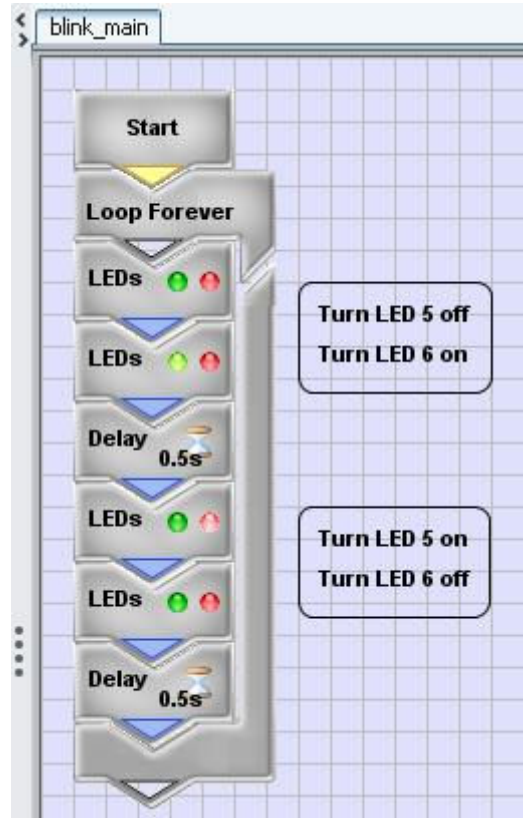 blink_main
Start
Loop Forever
LEDs
LEDs
Turn LED 5 off
Turn LED 6 on
Delay
0.5s
LEDs
LEDs
Turn LED 5 on
Turn LED 6 off
Delay
0.5s